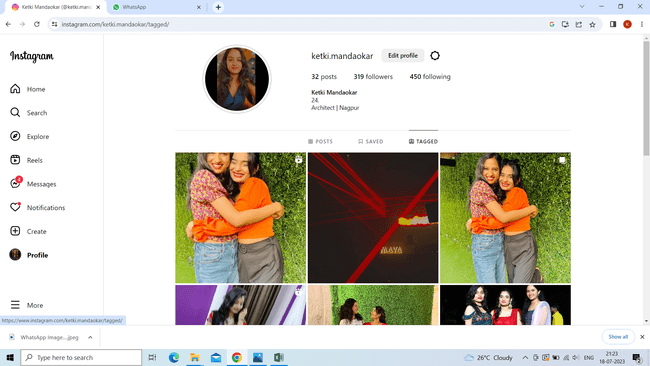 Ketki Mandaokar (@ketki.mand
WhatsApp
instagram.com/ketki.mandaokar/tagged/
Instagram
Home
Search
Explore
Reels
4
Messages
Notifications
Create
Profile
More
ketki.mandaokar
Edit profile
32 posts
319 followers
450 following
Ketki Mandaokar
24.
Architect | Nagpur
POSTS
SAVED
TAGGED
MAYA
https://www.instagram.com/ketki.mandaokar/tagged/
WhatsApp Image....jpeg
Show all
Type here to search
26°C Cloudy
ENG
21:23
18-07-2023
2